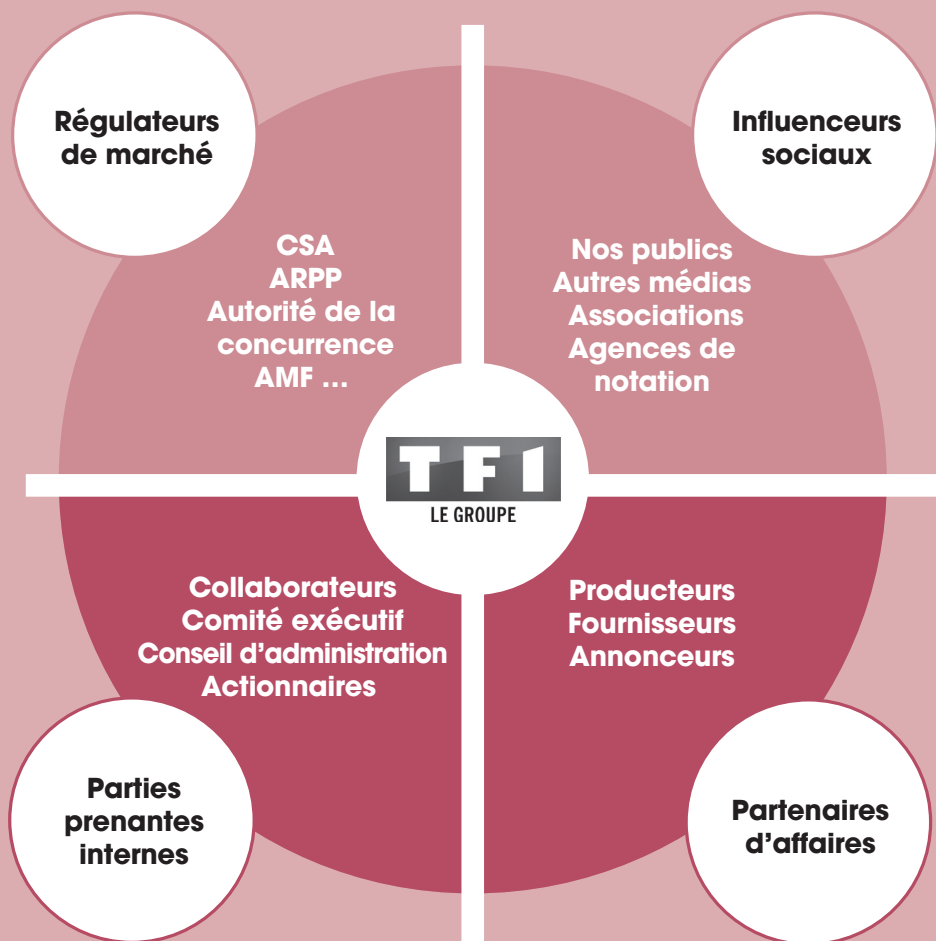 Régulateurs
de marché
CSA
ARPP
Autorité de la
concurrence
AMF ...
Influenceurs
sociaux
Nos publics
Autres médias
Associations
Agences de
notation
TF1
LE GROUPE
Collaborateurs
Comité exécutif
Conseil d’administration
Actionnaires
Parties
prenantes
internes
Producteurs
Fournisseurs
Annonceurs
Partenaires
d’affaires